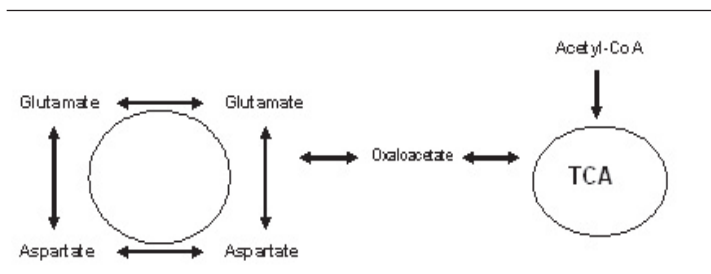 Acetyl-CoA
Glutamate Glutamate
Oxaloacetate
TCA
Aspartate Aspartate